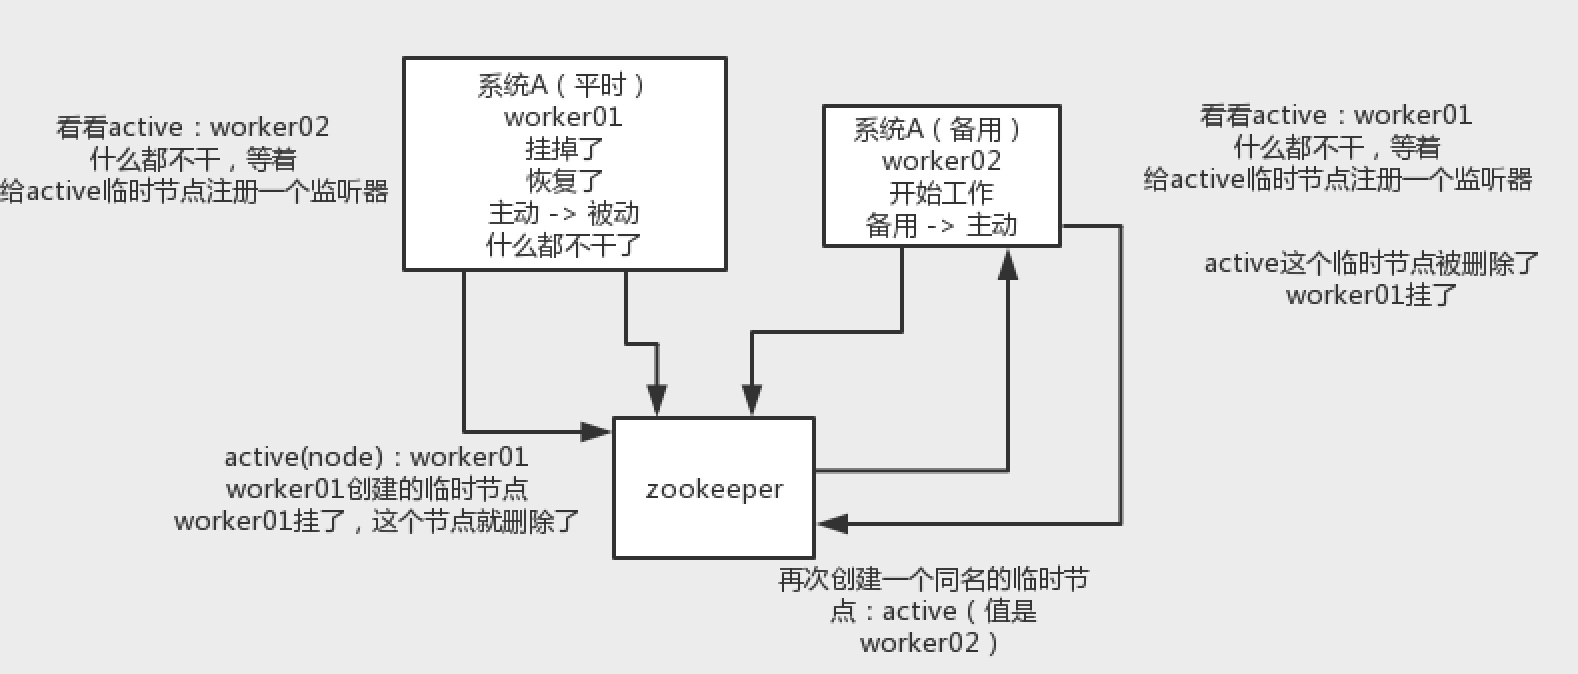 系统A（平时）
worker01
挂掉了
恢复了
主动 -> 被动
什么都不干了
看看active：worker02
什么都不干，等着
给active临时节点注册一个监听器
系统A（备用）
worker02
开始工作
备用 -> 主动
看看active：worker01
什么都不干，等着
给active临时节点注册一个监听器
active这个临时节点被删除了
worker01挂了
active(node)：worker01
worker01创建的临时节点
worker01挂了，这个节点就删除了
zookeeper
再次创建一个同名的临时节
点：active（值是
worker02）